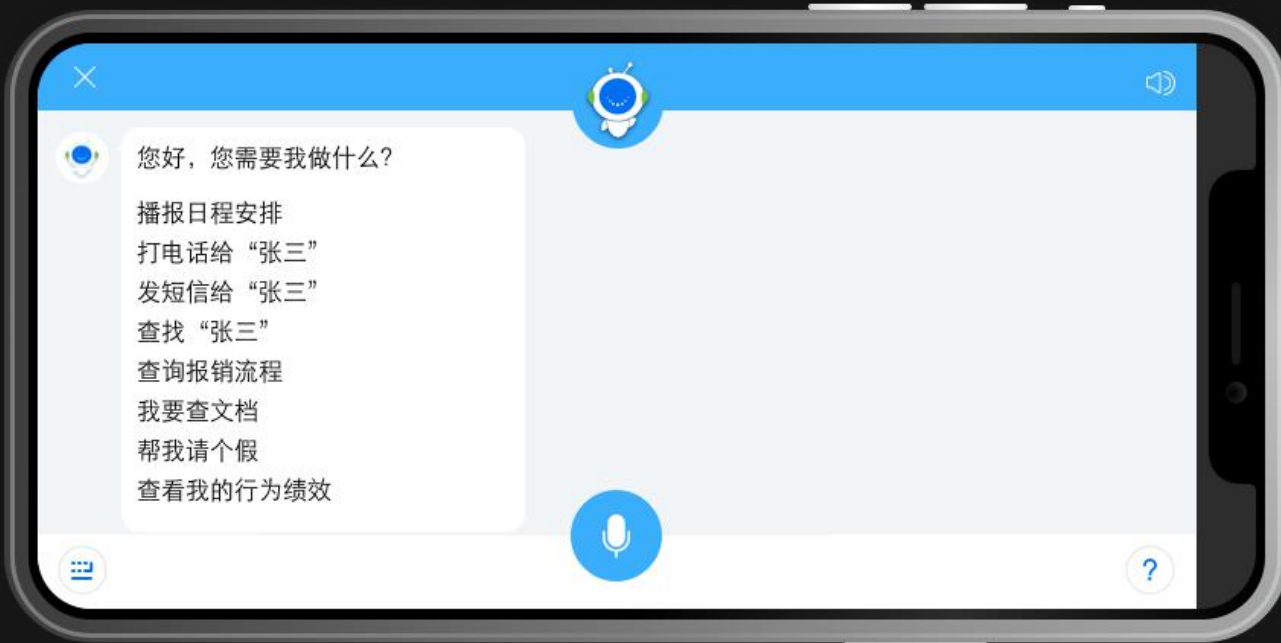 您好，您需要我做什么?
播报日程安排
打电话给“张三”
发短信给“张三”
查找“张三”
查询报销流程
我要查文档
帮我请个假
查看我的行为绩效
?